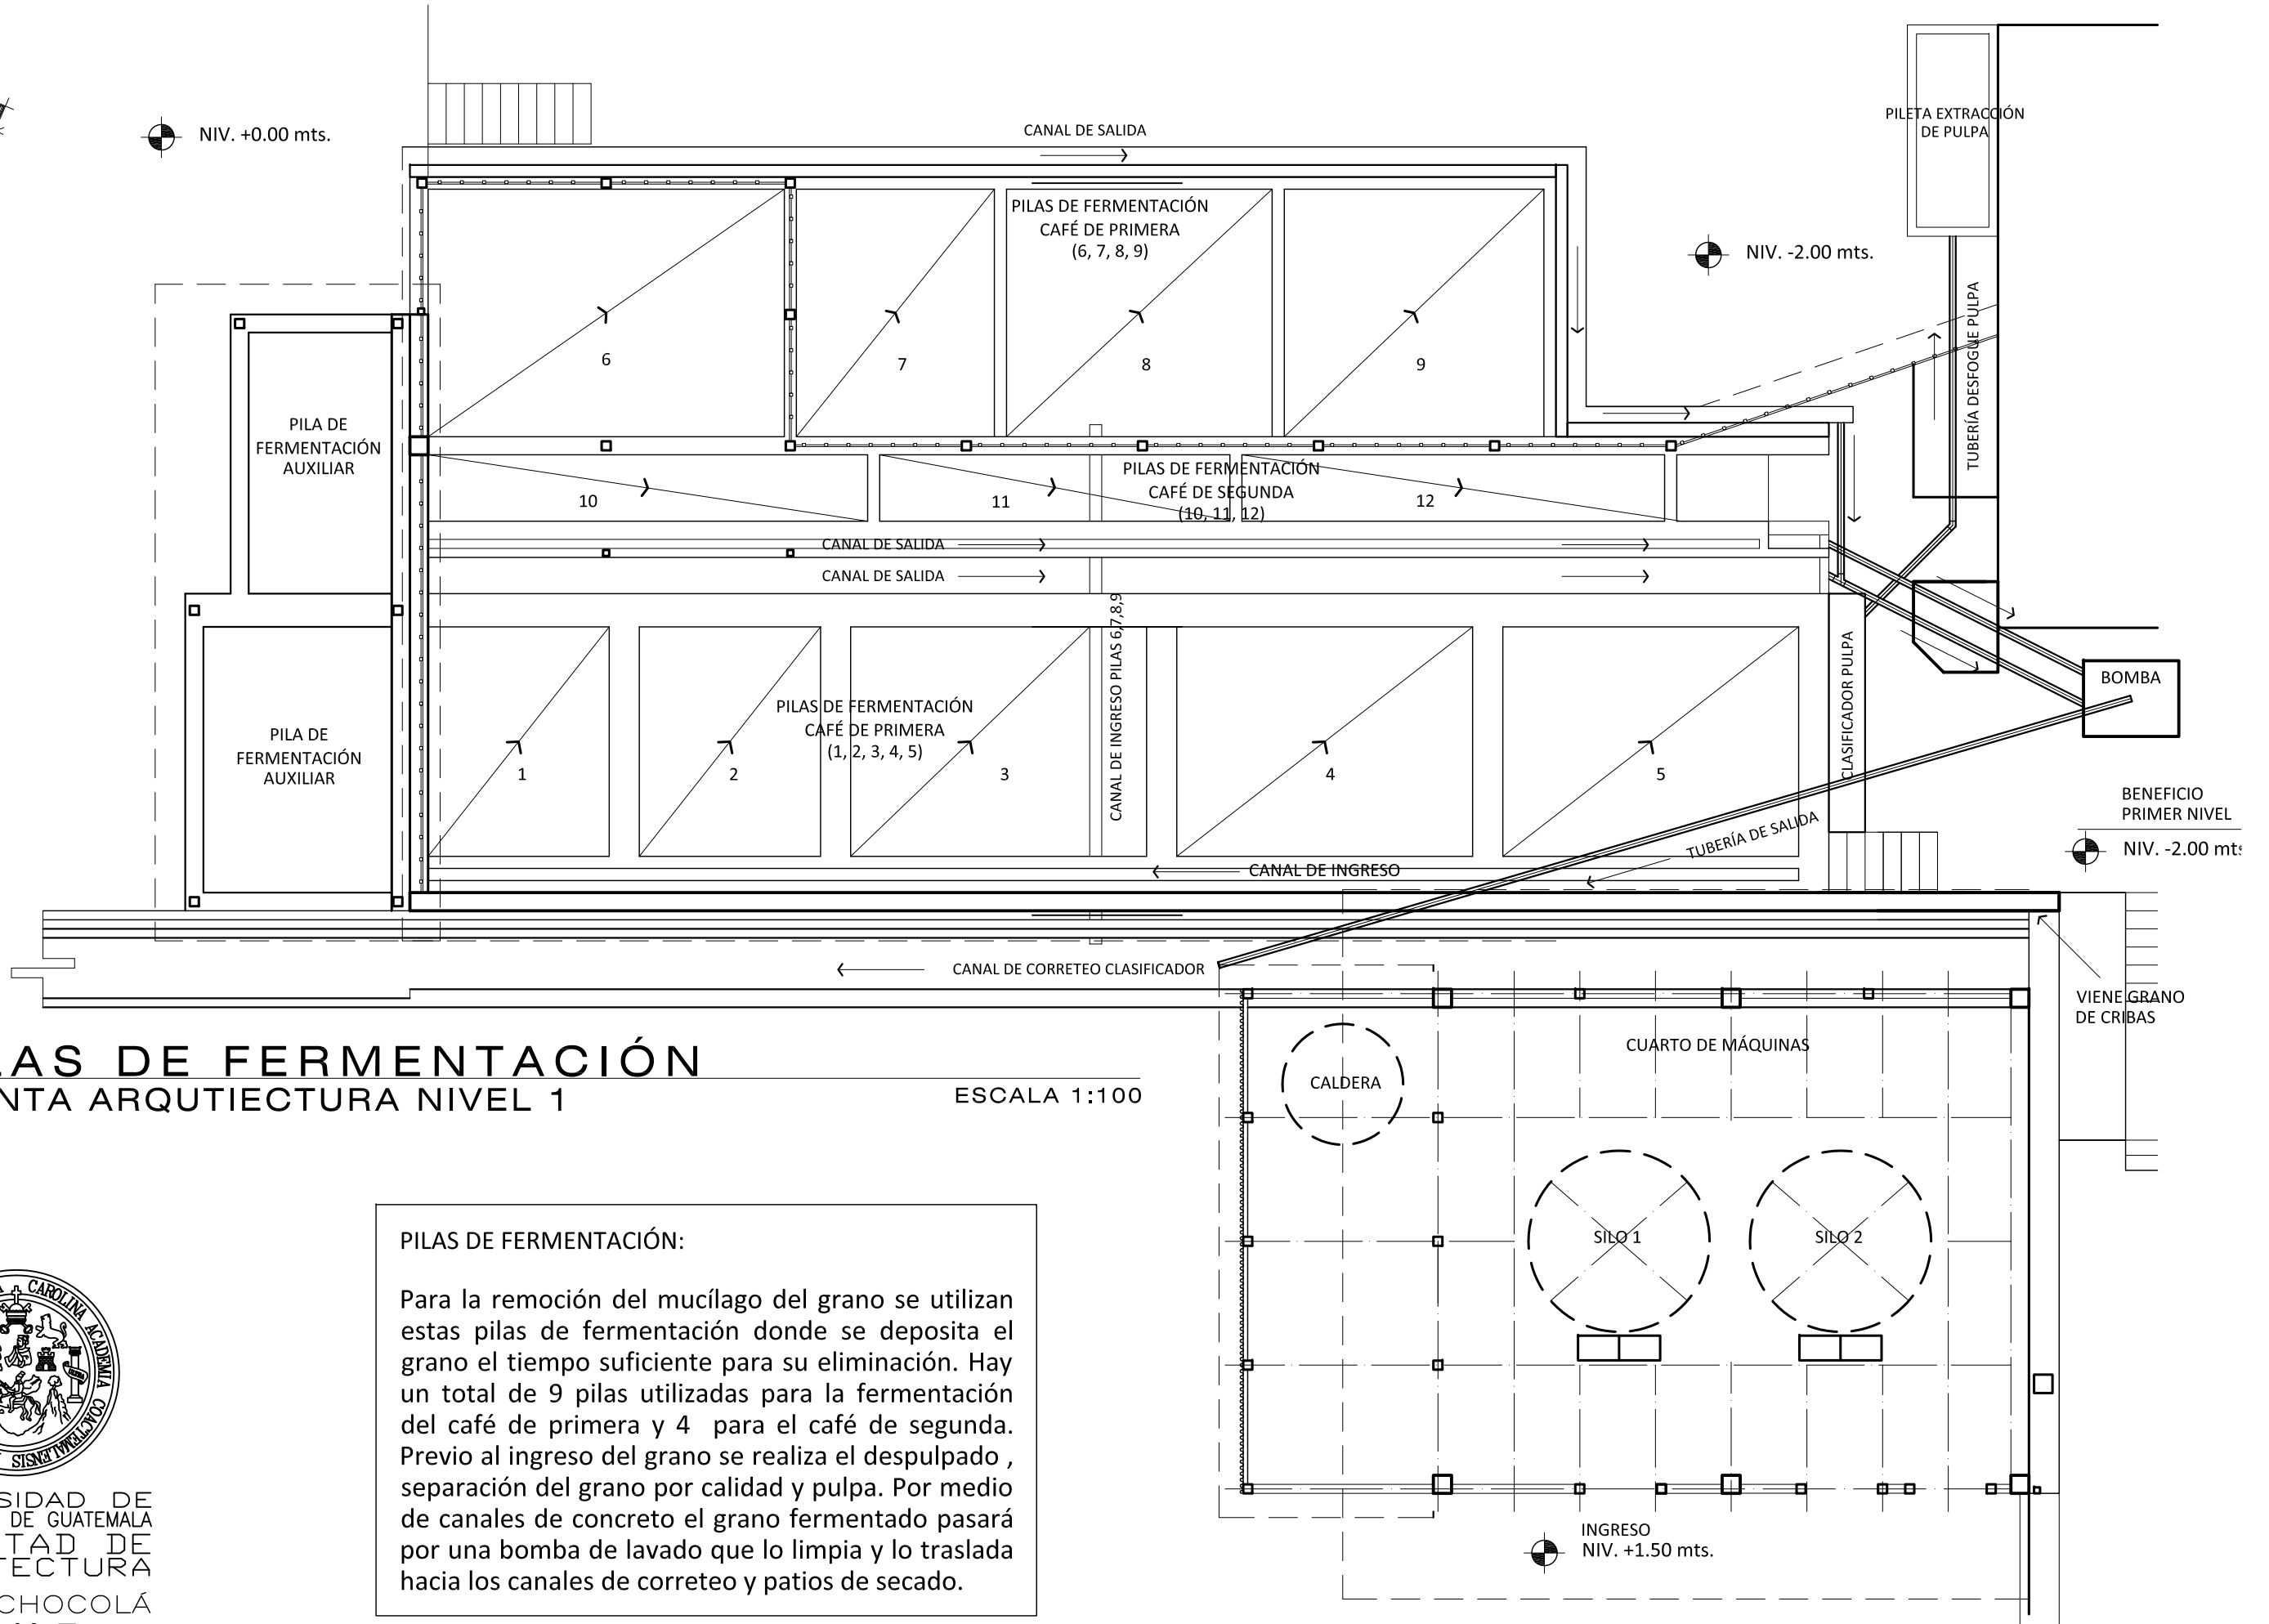 NIV. +0.00 mts.
CANAL DE SALIDA
PILETA EXTRACCIÓN
DE PULPA
PILAS DE FERMENTACIÓN
CAFÉ DE PRIMERA
(6, 7, 8, 9)
NIV. -2.00 mts.
6
7
8
9
TUBERÍA DESFOGUE PULPA
PILA DE
FERMENTACIÓN
AUXILIAR
PILAS DE FERMENTACIÓN
CAFÉ DE SEGUNDA
(10, 11, 12)
10
11
12
CANAL DE SALIDA
CANAL DE SALIDA
CANAL DE INGRESO PILAS 6,7,8,9
CLASIFICADOR PULPA
BOMBA
PILA DE
FERMENTACIÓN
AUXILIAR
PILAS DE FERMENTACIÓN
CAFÉ DE PRIMERA
(1, 2, 3, 4, 5)
1
2
3
4
5
BENEFICIO
PRIMER NIVEL
NIV. -2.00 mts
TUBERÍA DE SALIDA
CANAL DE INGRESO
CANAL DE CORRETEO CLASIFICADOR
VIENE GRANO
DE CRIBAS
CUARTO DE MÁQUINAS
CALDERA
SILO 1
SILO 2
INGRESO
NIV. +1.50 mts.
LAS DE FERMENTACIÓN
NTA ARQUTIECTURA NIVEL 1
ESCALA 1:100
PILAS DE FERMENTACIÓN:
Para la remoción del mucílago del grano se utilizan
estas pilas de fermentación donde se deposita el
grano el tiempo suficiente para su eliminación. Hay
un total de 9 pilas utilizadas para la fermentación
del café de primera y 4 para el café de segunda.
Previo al ingreso del grano se realiza el despulpado ,
separación del grano por calidad y pulpa. Por medio
de canales de concreto el grano fermentado pasará
por una bomba de lavado que lo limpia y lo traslada
hacia los canales de correteo y patios de secado.
CAROLINA ACADEMIA COACTEMALENSIS
SIDAD DE
DE GUATEMALA
TAD DE
TECTURA
CHOCOLÁ